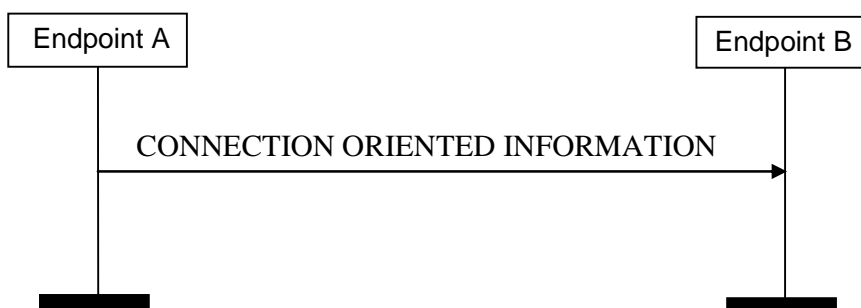 Endpoint A
Endpoint B
CONNECTION ORIENTED INFORMATION